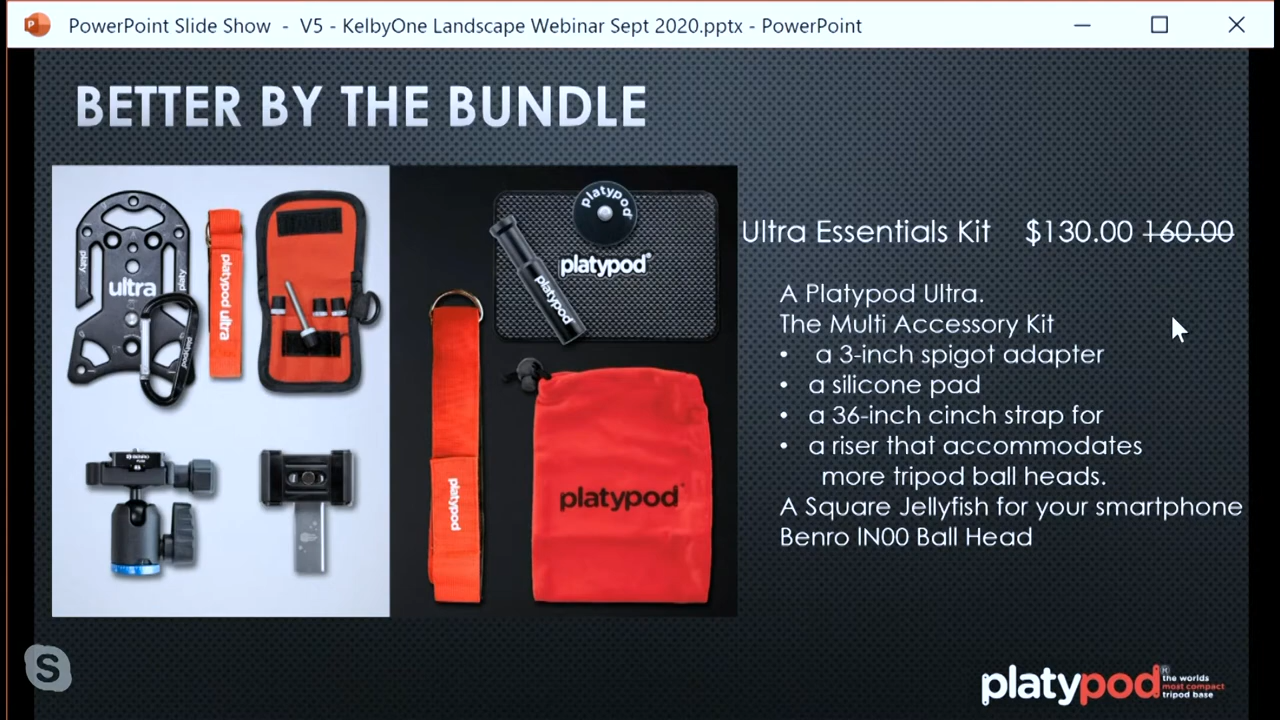 PowerPoint Slide Show - V5 - KelbyOne Landscape Webinar Sept 2020.pptx - PowerPoint
BETTER BY THE BUNDLE
platy
ultra
platy
platypod
platypod ultra
platypod
platypod
platypod
BENRO
platypod
platypod
Ultra Essentials Kit $130.00 160.00
A Platypod Ultra.
The Multi Accessory Kit
• a 3-inch spigot adapter
• a silicone pad
• a 36-inch cinch strap for
• a riser that accommodates
more tripod ball heads.
A Square Jellyfish for your smartphone
Benro IN00 Ball Head
S
platypod
the worlds
most compact
tripod base